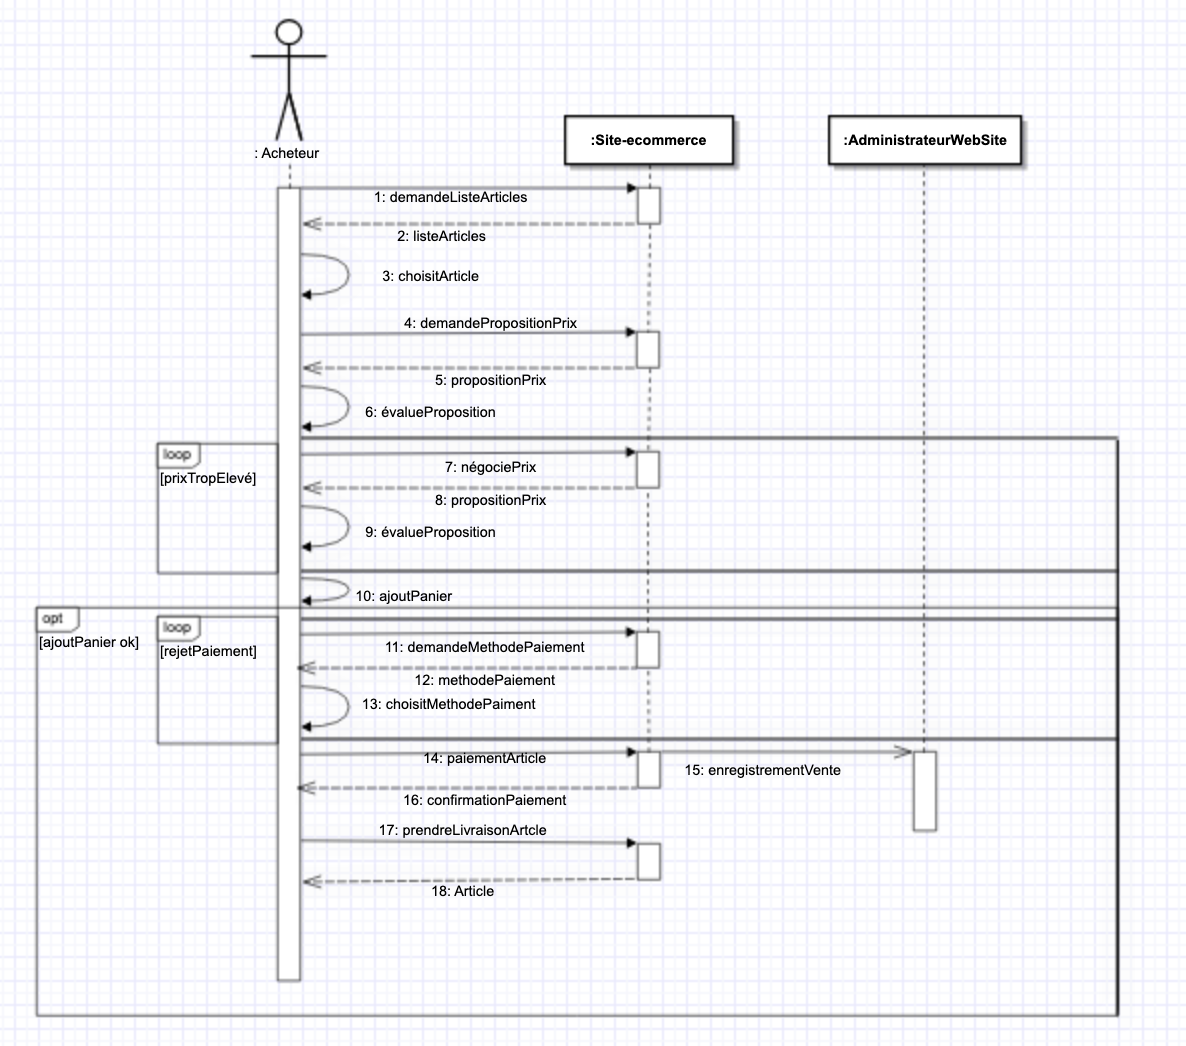 : Acheteur
:Site-ecommerce
:AdministrateurWebSite
1: demandeListeArticles
2: listeArticles
3: choisitArticle
4: demandePropositionPrix
5: propositionPrix
6: évalueProposition
loop
[prixTropElevé]
7: négociePrix
8: propositionPrix
9: évalueProposition
10: ajoutPanier
opt
[ajoutPanier ok]
loop
[rejetPaiement]
11: demandeMethodePaiement
12: methodePaiement
13: choisitMethodePaiment
14: paiementArticle
15: enregistrementVente
16: confirmationPaiement
17: prendreLivraisonArtcle
18: Article